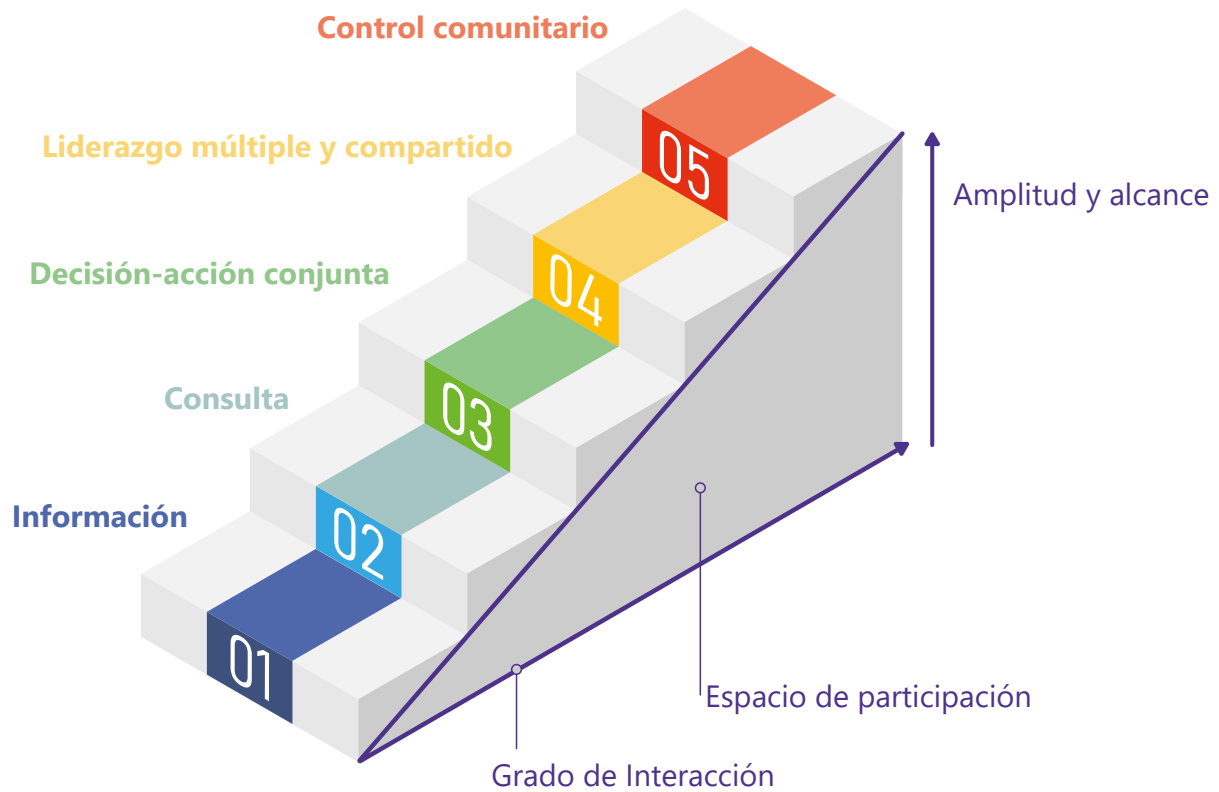 Control comunitario
05
Amplitud y alcance
Liderazgo múltiple y compartido
04
Decisión-acción conjunta
03
Consulta
02
Información
01
Espacio de participación
Grado de Interacción